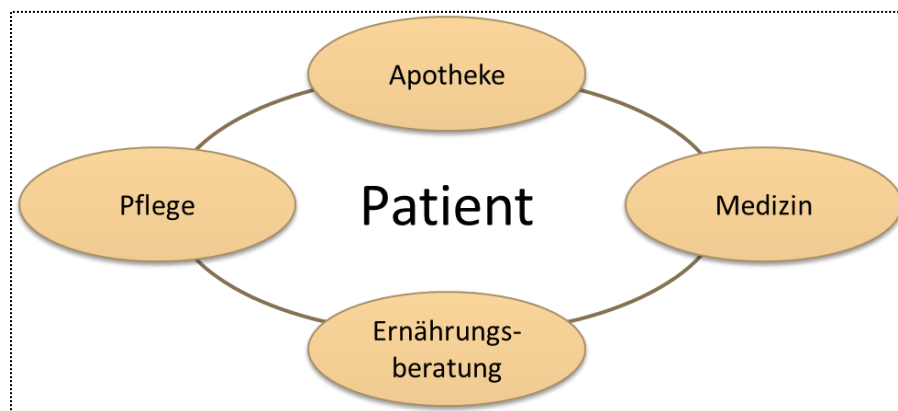 Apotheke
Pflege
Patient
Medizin
Ernährungs-
beratung